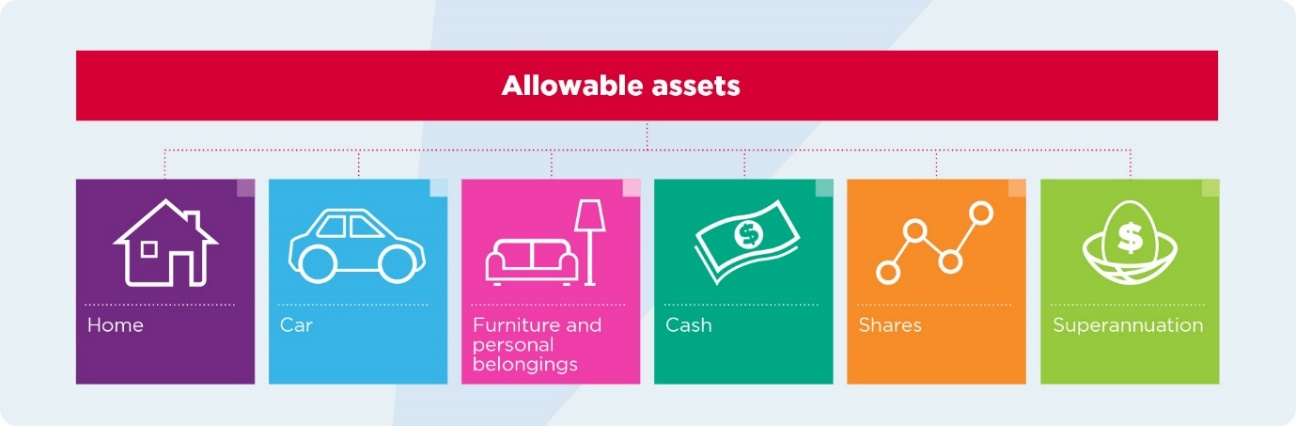 Allowable assets
Home
Car
Furniture and
personal
belongings
$
Cash
Shares
$
Superannuation